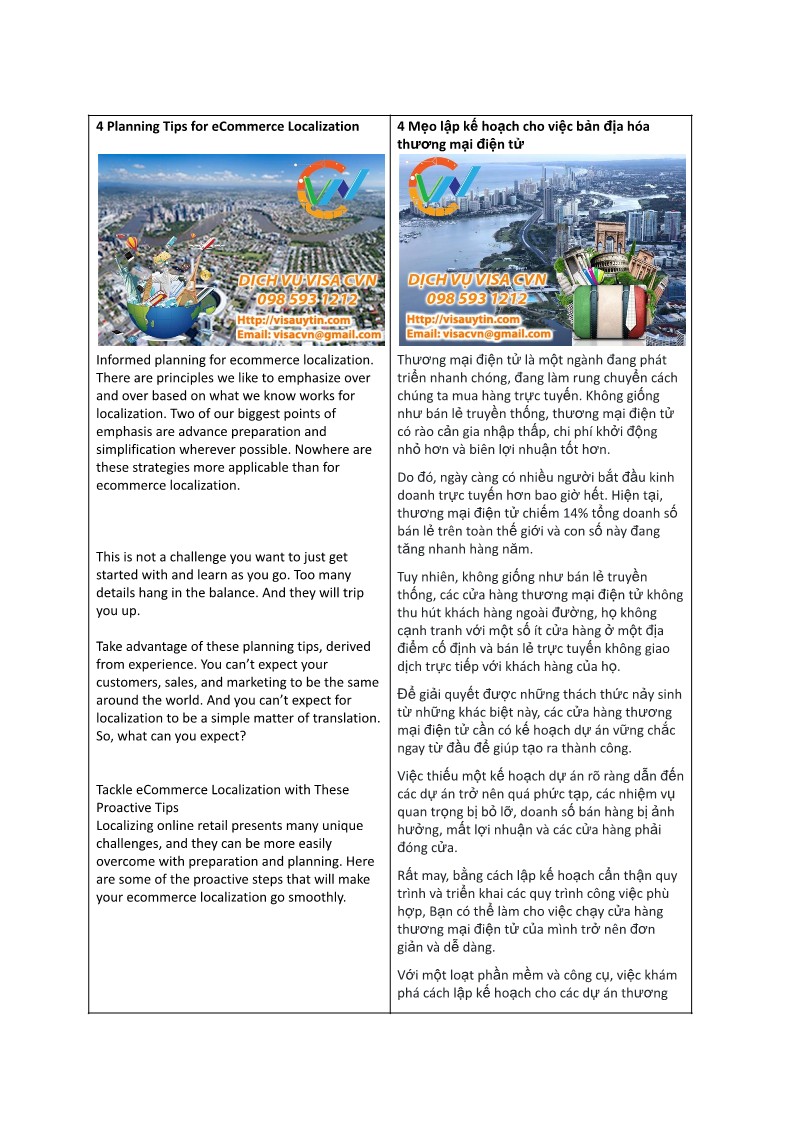 4 Planning Tips for eCommerce Localization
DỊCH VỤ VISA CVN
098 593 1212
Http://visauytin.com
Email: visacvn@gmail.com
Informed planning for ecommerce localization.
There are principles we like to emphasize over
and over based on what we know works for
localization. Two of our biggest points of
emphasis are advance preparation and
simplification wherever possible. Nowhere are
these strategies more applicable than for
ecommerce localization.
This is not a challenge you want to just get
started with and learn as you go. Too many
details hang in the balance. And they will trip
you up.
Take advantage of these planning tips, derived
from experience. You can’t expect your
customers, sales, and marketing to be the same
around the world. And you can’t expect for
localization to be a simple matter of translation.
So, what can you expect?
Tackle eCommerce Localization with These
Proactive Tips
Localizing online retail presents many unique
challenges, and they can be more easily
overcome with preparation and planning. Here
are some of the proactive steps that will make
your ecommerce localization go smoothly.
4 Mẹo lập kế hoạch cho việc bản địa hóa
thương mại điện tử
DỊCH VỤ VISA CVN
098 593 1212
Http://visauytin.com
Email: visacvn@gmail.com
Thương mại điện tử là một ngành đang phát
triển nhanh chóng, đang làm rung chuyển cách
chúng ta mua hàng trực tuyến. Không giống
như bán lẻ truyền thống, thương mại điện tử
có rào cản gia nhập thấp, chi phí khởi động
nhỏ hơn và biên lợi nhuận tốt hơn.
Do đó, ngày càng có nhiều người bắt đầu kinh
doanh trực tuyến hơn bao giờ hết. Hiện tại,
thương mại điện tử chiếm 14% tổng doanh số
bán lẻ trên toàn thế giới và con số này đang
tăng nhanh hàng năm.
Tuy nhiên, không giống như bán lẻ truyền
thống, các cửa hàng thương mại điện tử không
thu hút khách hàng ngoài đường, họ không
cạnh tranh với một số ít cửa hàng ở một địa
điểm cố định và bán lẻ trực tuyến không giao
dịch trực tiếp với khách hàng của họ.
Để giải quyết được những thách thức nảy sinh
từ những khác biệt này, các cửa hàng thương
mại điện tử cần có kế hoạch dự án vững chắc
ngay từ đầu để giúp tạo ra thành công.
Việc thiếu một kế hoạch dự án rõ ràng dẫn đến
các dự án trở nên quá phức tạp, các nhiệm vụ
quan trọng bị bỏ lỡ, doanh số bán hàng bị ảnh
hưởng, mất lợi nhuận và các cửa hàng phải
đóng cửa.
Rất may, bằng cách lập kế hoạch cẩn thận quy
trình và triển khai các quy trình công việc phù
hợp, Bạn có thể làm cho việc chạy cửa hàng
thương mại điện tử của mình trở nên đơn
giản và dễ dàng.
Với một loạt phần mềm và công cụ, việc khám
phá cách lập kế hoạch cho các dự án thương